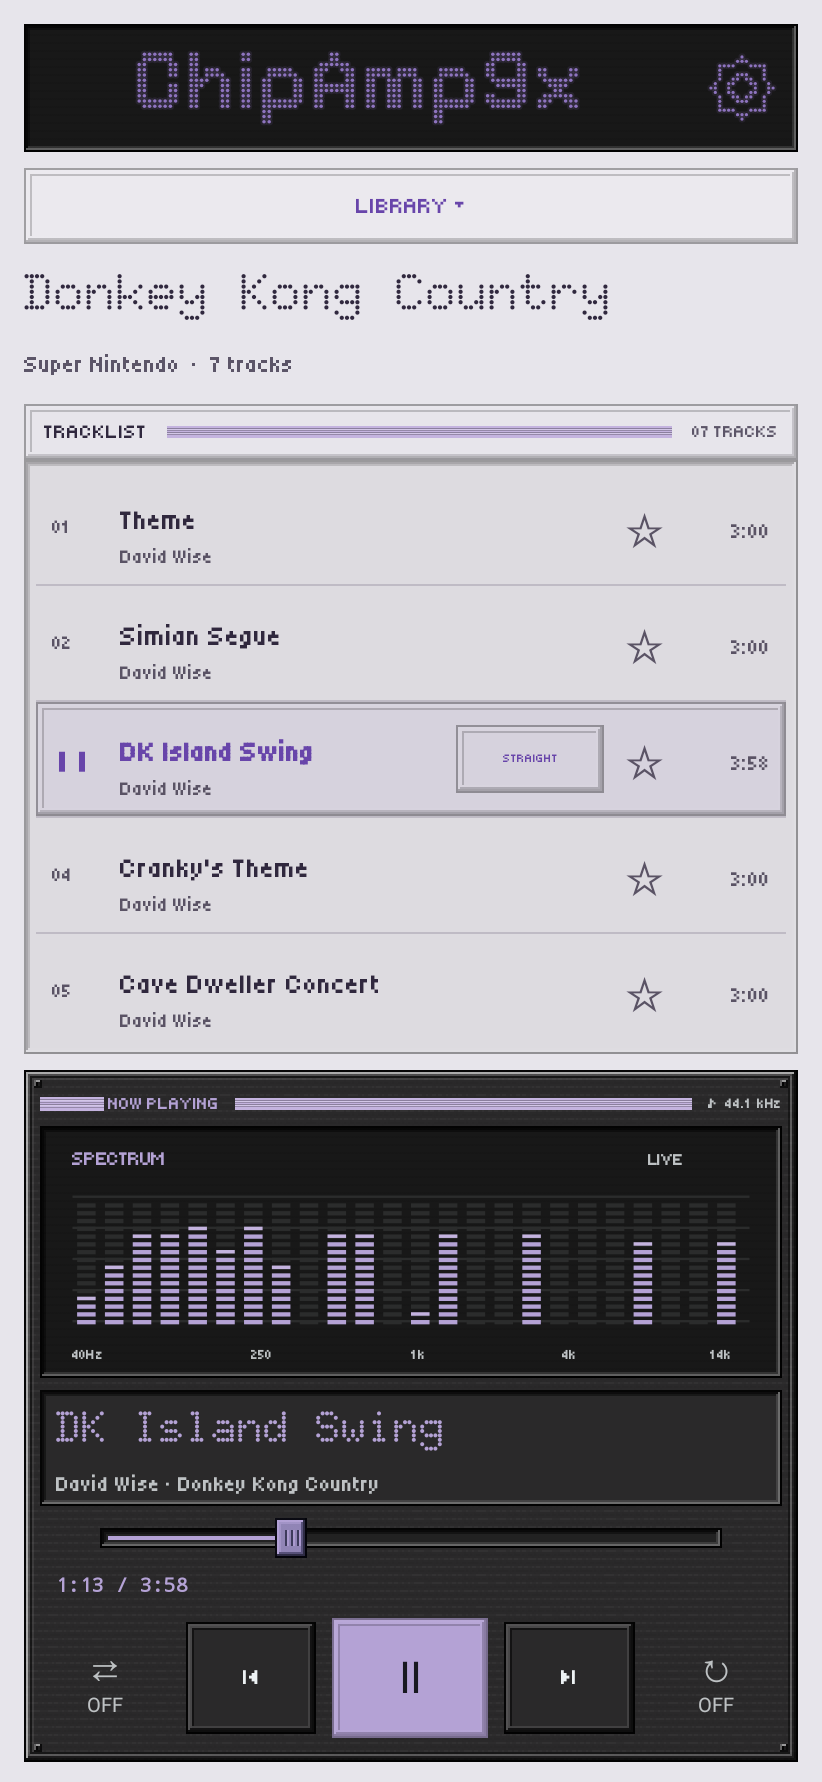 ChipAmp9x
LIBRARY
Donkey Kong Country
Super Nintendo · 7 tracks
TRACKLIST 07 TRACKS
01 Theme 3:00
David Wise
02 Simian Segue 3:00
David Wise
DK Island Swing STRAIGHT 3:58
David Wise
04 Cranky's Theme 3:00
David Wise
05 Cave Dweller Concert 3:00
David Wise
NOW PLAYING ♪ 44.1 kHz
SPECTRUM LIVE
40Hz 250 1k 4k 14k
DK Island Swing
David Wise · Donkey Kong Country
1:13 / 3:58
OFF OFF